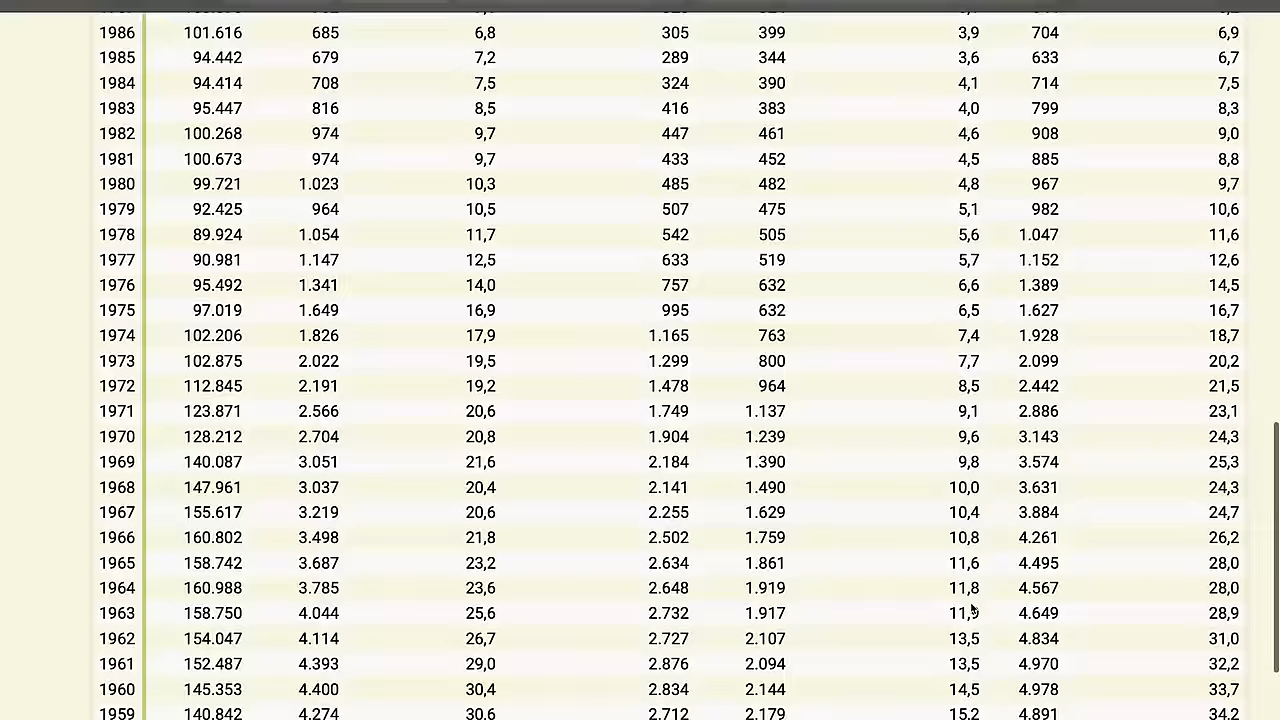 1986 101.616 685 6,8 305 399 3,9 704 6,9
1985 94.442 679 7,2 289 344 3,6 633 6,7
1984 94.414 708 7,5 324 390 4,1 714 7,5
1983 95.447 816 8,5 416 383 4,0 799 8,3
1982 100.268 974 9,7 447 461 4,6 908 9,0
1981 100.673 974 9,7 433 452 4,5 885 8,8
1980 99.721 1.023 10,3 485 482 4,8 967 9,7
1979 92.425 964 10,5 507 475 5,1 982 10,6
1978 89.924 1.054 11,7 542 505 5,6 1.047 11,6
1977 90.981 1.147 12,5 633 519 5,7 1.152 12,6
1976 95.492 1.341 14,0 757 632 6,6 1.389 14,5
1975 97.019 1.649 16,9 995 632 6,5 1.627 16,7
1974 102.206 1.826 17,9 1.165 763 7,4 1.928 18,7
1973 102.875 2.022 19,5 1.299 800 7,7 2.099 20,2
1972 112.845 2.191 19,2 1.478 964 8,5 2.442 21,5
1971 123.871 2.566 20,6 1.749 1.137 9,1 2.886 23,1
1970 128.212 2.704 20,8 1.904 1.239 9,6 3.143 24,3
1969 140.087 3.051 21,6 2.184 1.390 9,8 3.574 25,3
1968 147.961 3.037 20,4 2.141 1.490 10,0 3.631 24,3
1967 155.617 3.219 20,6 2.255 1.629 10,4 3.884 24,7
1966 160.802 3.498 21,8 2.502 1.759 10,8 4.261 26,2
1965 158.742 3.687 23,2 2.634 1.861 11,6 4.495 28,0
1964 160.988 3.785 23,6 2.648 1.919 11,8 4.567 28,0
1963 158.750 4.044 25,6 2.732 1.917 11,9 4.649 28,9
1962 154.047 4.114 26,7 2.727 2.107 13,5 4.834 31,0
1961 152.487 4.393 29,0 2.876 2.094 13,5 4.970 32,2
1960 145.353 4.400 30,4 2.834 2.144 14,5 4.978 33,7
1959 140.842 4.274 30,6 2.712 2.179 15,2 4.891 34,2